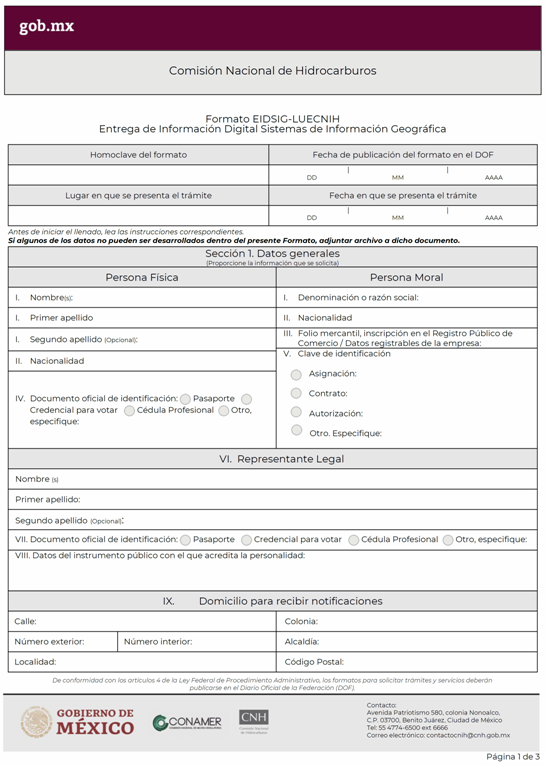 gob.mx
Comisión Nacional de Hidrocarburos
Formato EIDSIG-LUECNIH
Entrega de Información Digital Sistemas de Información Geográfica
Homoclave del formato
Fecha de publicación del formato en el DOF
DD MM AAAA
Lugar en que se presenta el trámite
Fecha en que se presenta el trámite
DD MM AAAA
Antes de iniciar el llenado, lea las instrucciones correspondientes.
Si algunos de los datos no pueden ser desarrollados dentro del presente Formato, adjuntar archivo a dicho documento.
Sección 1. Datos generales
(Proporcione la información que se solicita)
Persona Física
I. Nombre(s):
I. Primer apellido
I. Segundo apellido (Opcional):
II. Nacionalidad
IV. Documento oficial de identificación: Pasaporte
Credencial para votar Cédula Profesional Otro,
especifique:
Persona Moral
I. Denominación o razón social:
II. Nacionalidad
III. Folio mercantil, inscripción en el Registro Público de
Comercio / Datos registrables de la empresa:
V. Clave de identificación
Asignación:
Contrato:
Autorización:
Otro. Especifique:
VI. Representante Legal
Nombre (s)
Primer apellido:
Segundo apellido (Opcional):
VII. Documento oficial de identificación: Pasaporte Credencial para votar Cédula Profesional Otro, especifique:
VIII. Datos del instrumento público con el que acredita la personalidad:
IX. Domicilio para recibir notificaciones
Calle:
Colonia:
Número exterior:
Número interior:
Alcaldía:
Localidad:
Código Postal:
De conformidad con los artículos 4 de la Ley Federal de Procedimiento Administrativo, los formatos para solicitar trámites y servicios deberán
publicarse en el Diario Oficial de la Federación (DOF).
GOBIERNO DE
MÉXICO
CONAMER
CNH
Comisión Nacional
de Hidrocarburos
Contacto:
Avenida Patriotismo 580, colonia Nonoalco,
C.P. 03700, Benito Juárez, Ciudad de México
Tel: 55 4774-6500 ext 6666
Correo electrónico: contactocnih@cnh.gob.mx
Página 1 de 3